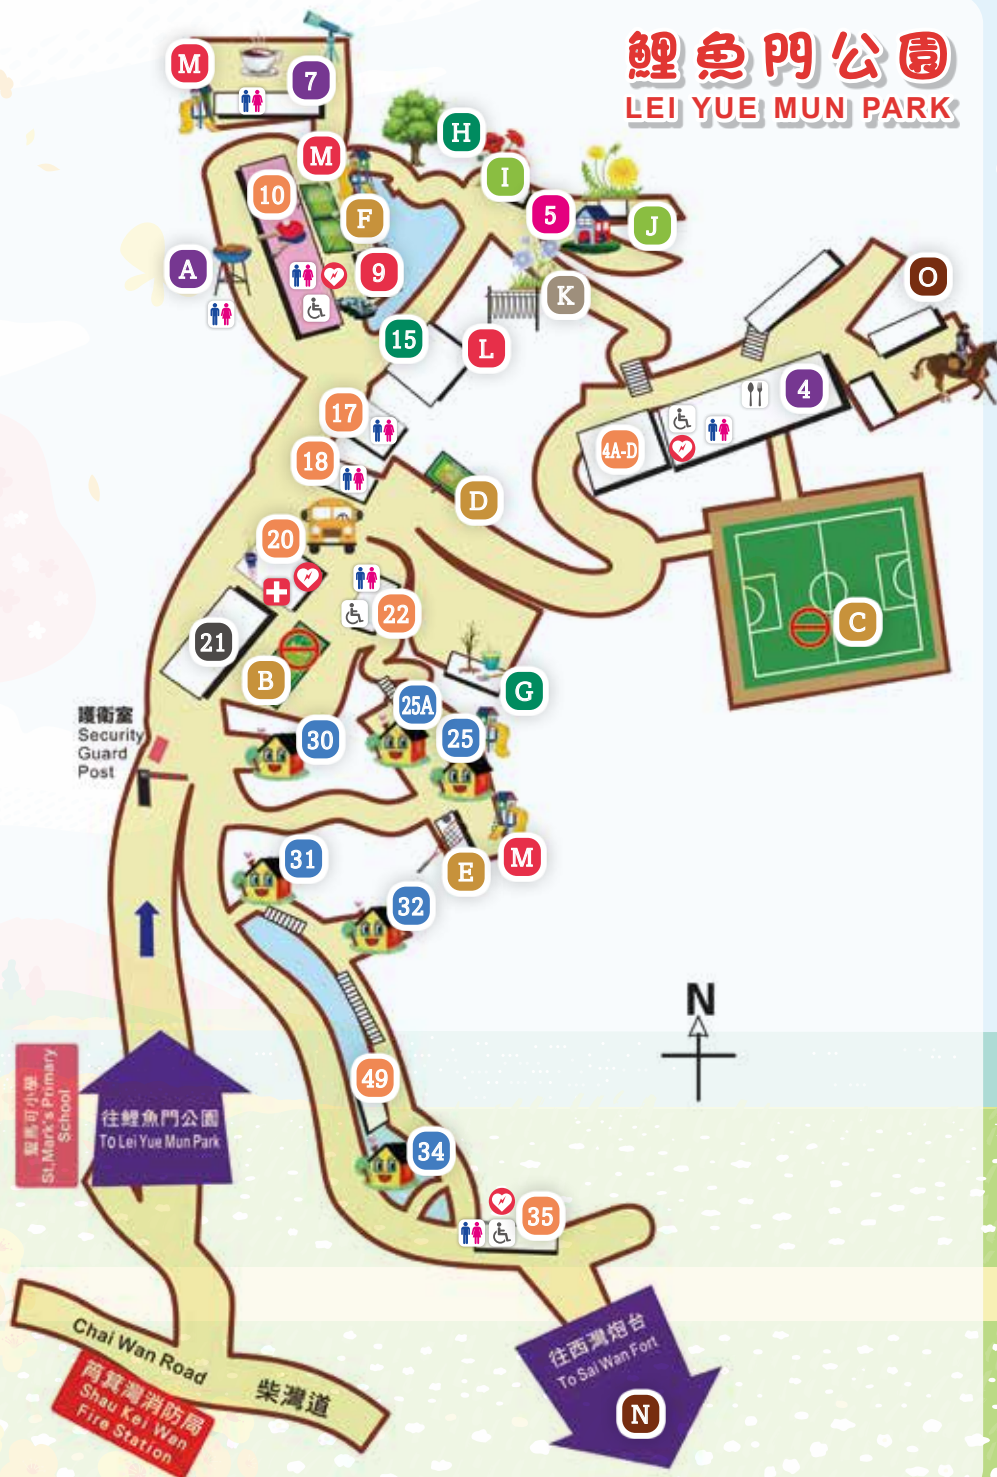 鯉魚門公園
LEI YUE MUN PARK
M
7
H
M
I
10
5
J
F
A
9
K
O
15
L
4
17
4A-D
18
D
20
22
C
21
B
G
25A
護衛室
Security
Guard
Post
30
25
31
E
M
32
N
49
聖馬可小學
St,Mark's Primary
School
往鯉魚門公園
To Lei Yue Mun Park
34
35
Chai Wan Road
柴灣道
筲箕灣消防局
Shau Kei Wan
Fire Station
往西灣炮台
To Sai Wan Fort
N